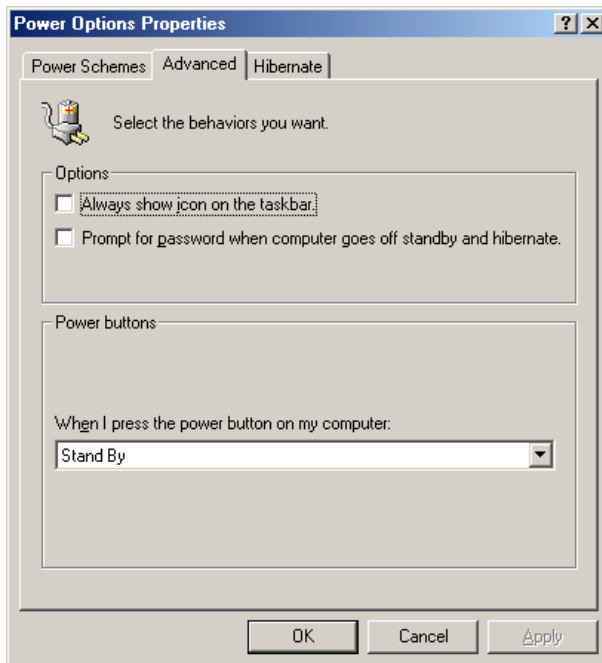 Power Options Properties
Power Schemes Advanced Hibernate
Select the behaviors you want.
Options
Always show icon on the taskbar.
Prompt for password when computer goes off standby and hibernate.
Power buttons
When I press the power button on my computer:
Stand By
OK Cancel Apply